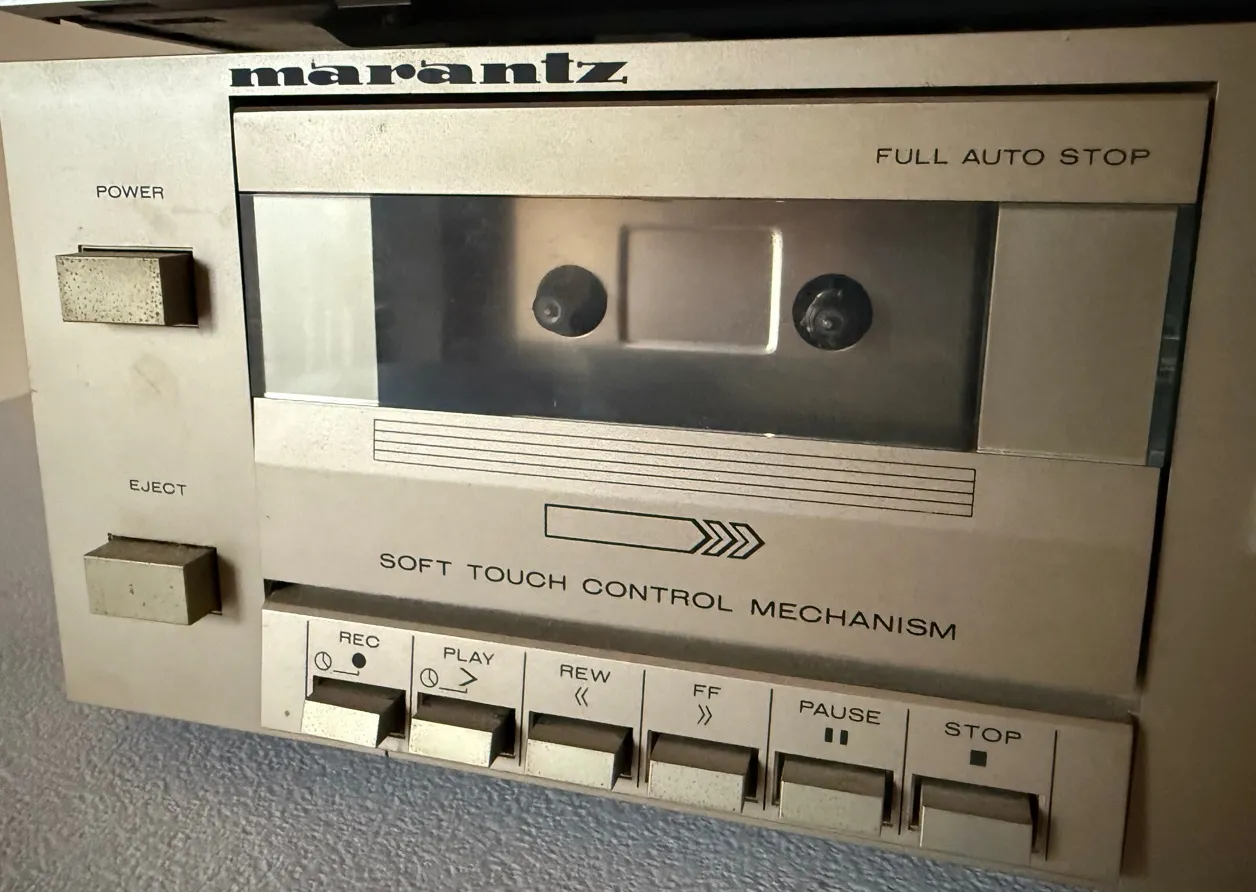 marantz
FULL AUTO STOP
POWER
EJECT
SOFT TOUCH CONTROL MECHANISM
REC
PLAY
REW
FF
PAUSE
STOP